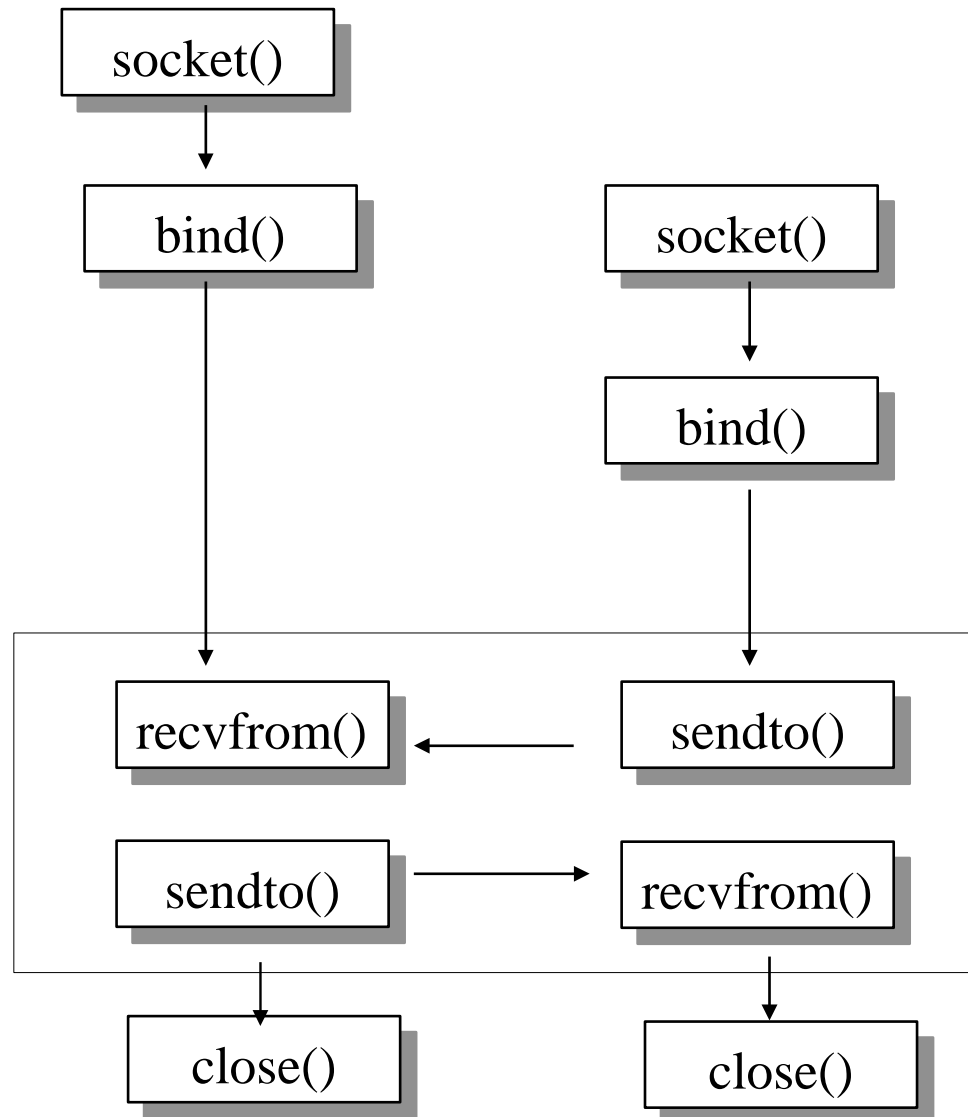 socket()
bind()
socket()
bind()
recvfrom()
sendto()
sendto()
recvfrom()
close()
close()